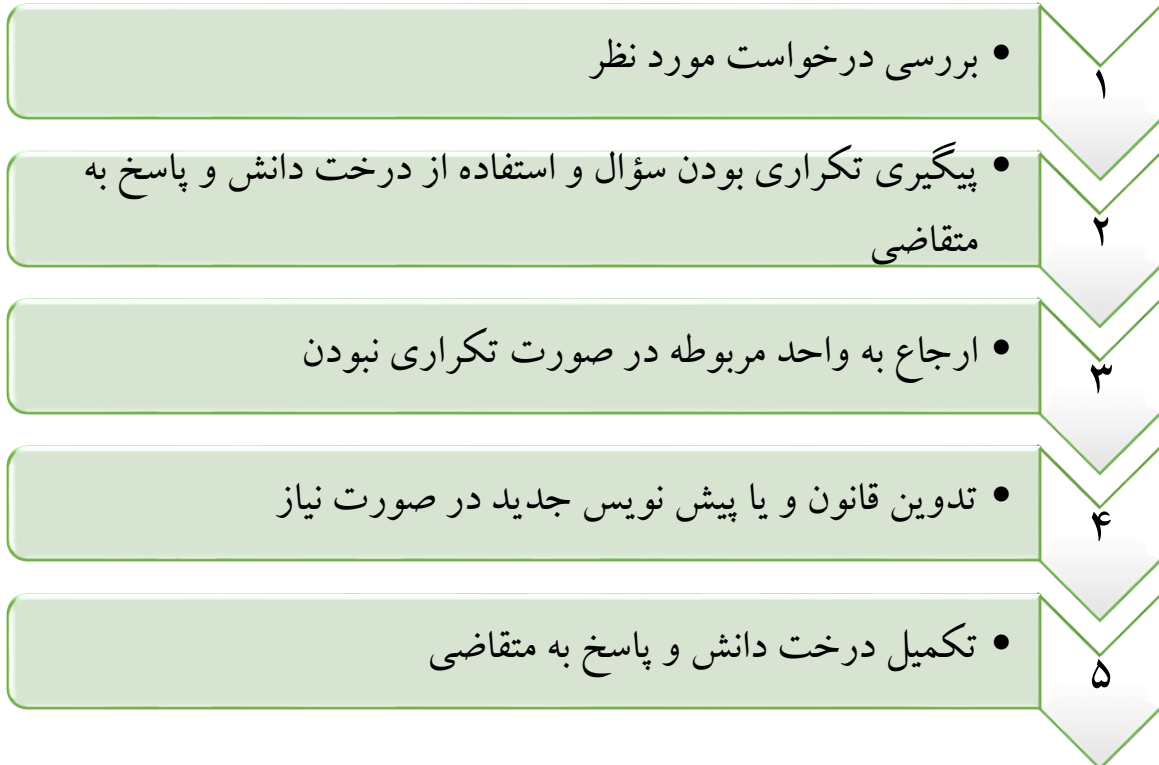 ۱
• بررسی درخواست مورد نظر
۲
• پیگیری تکراری بودن سؤال و استفاده از درخت دانش و پاسخ به
متقاضی
۳
• ارجاع به واحد مربوطه در صورت تکراری نبودن
۴
• تدوین قانون و یا پیش نویس جدید در صورت نیاز
۵
• تکمیل درخت دانش و پاسخ به متقاضی